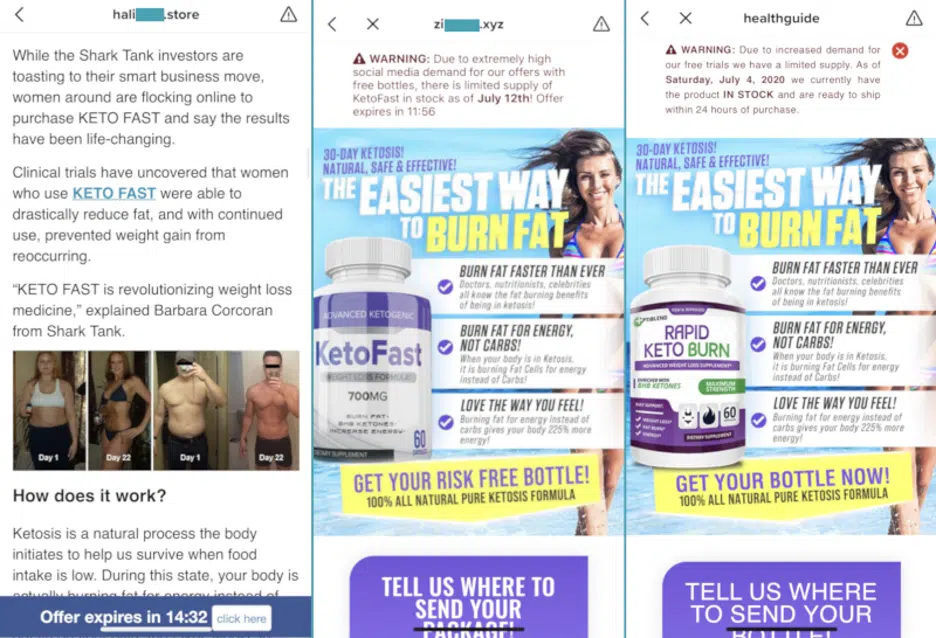 hali .store
While the Shark Tank investors are
toasting to their smart business move,
women around are flocking online to
purchase KETO FAST and say the results
have been life-changing.
Clinical trials have uncovered that women
who use KETO FAST were able to
drastically reduce fat, and with continued
use, prevented weight gain from
reoccurring.
“KETO FAST is revolutionizing weight loss
medicine,” explained Barbara Corcoran
from Shark Tank.
Day 1
Day 22
Day 1
Day 22
How does it work?
Ketosis is a natural process the body
initiates to help us survive when food
intake is low. During this state, your body is
actually burning fat for energy instead of
Offer expires in 14:32 click here
zi .xyz
WARNING: Due to extremely high
social media demand for our offers with
free bottles, there is limited supply of
KetoFast in stock as of July 12th! Offer
expires in 11:56
30-DAY KETOSIS!
NATURAL, SAFE & EFFECTIVE!
THE EASIEST WAY
TO BURN FAT
BURN FAT FASTER THAN EVER
Doctors, nutritionists, celebrities
all know the fat burning benefits
of being in ketosis!
BURN FAT FOR ENERGY,
NOT CARBS!
When your body is in Ketosis,
it is burning Fat Cells for energy
instead of Carbs!
LOVE THE WAY YOU FEEL!
Burning fat for energy instead of
carbs gives your body 225% more
energy!
ADVANCED KETOGENIC
KetoFast
WEIGHT LOSS FORMULA
700MG
BURN FAT
BHB KETONES
INCREASE ENERGY
60
DIETARY SUPPLEMENT
GET YOUR RISK FREE BOTTLE!
100% ALL NATURAL PURE KETOSIS FORMULA
TELL US WHERE TO
SEND YOUR
PACKAGE!
healthguide
WARNING: Due to increased demand for
our free trials we have a limited supply. As of
Saturday, July 4, 2020 we currently have
the product IN STOCK and are ready to ship
within 24 hours of purchase.
30-DAY KETOSIS!
NATURAL, SAFE & EFFECTIVE!
THE EASIEST WAY
TO BURN FAT
BURN FAT FASTER THAN EVER
Doctors, nutritionists, celebrities
all know the fat burning benefits
of being in ketosis!
BURN FAT FOR ENERGY,
NOT CARBS!
When your body is in Ketosis,
it is burning Fat Cells for energy
instead of Carbs!
LOVE THE WAY YOU FEEL!
Burning fat for energy instead of
carbs gives your body 225% more
energy!
RAPID
KETO BURN
ADVANCED WEIGHT LOSS SUPPLEMENT
BHB KETONES
MAXIMUM
STRENGTH
60
DIETARY SUPPLEMENT
GET YOUR BOTTLE NOW!
100% ALL NATURAL PURE KETOSIS FORMULA
TELL US WHERE
TO SEND YOUR
BOTTLE!